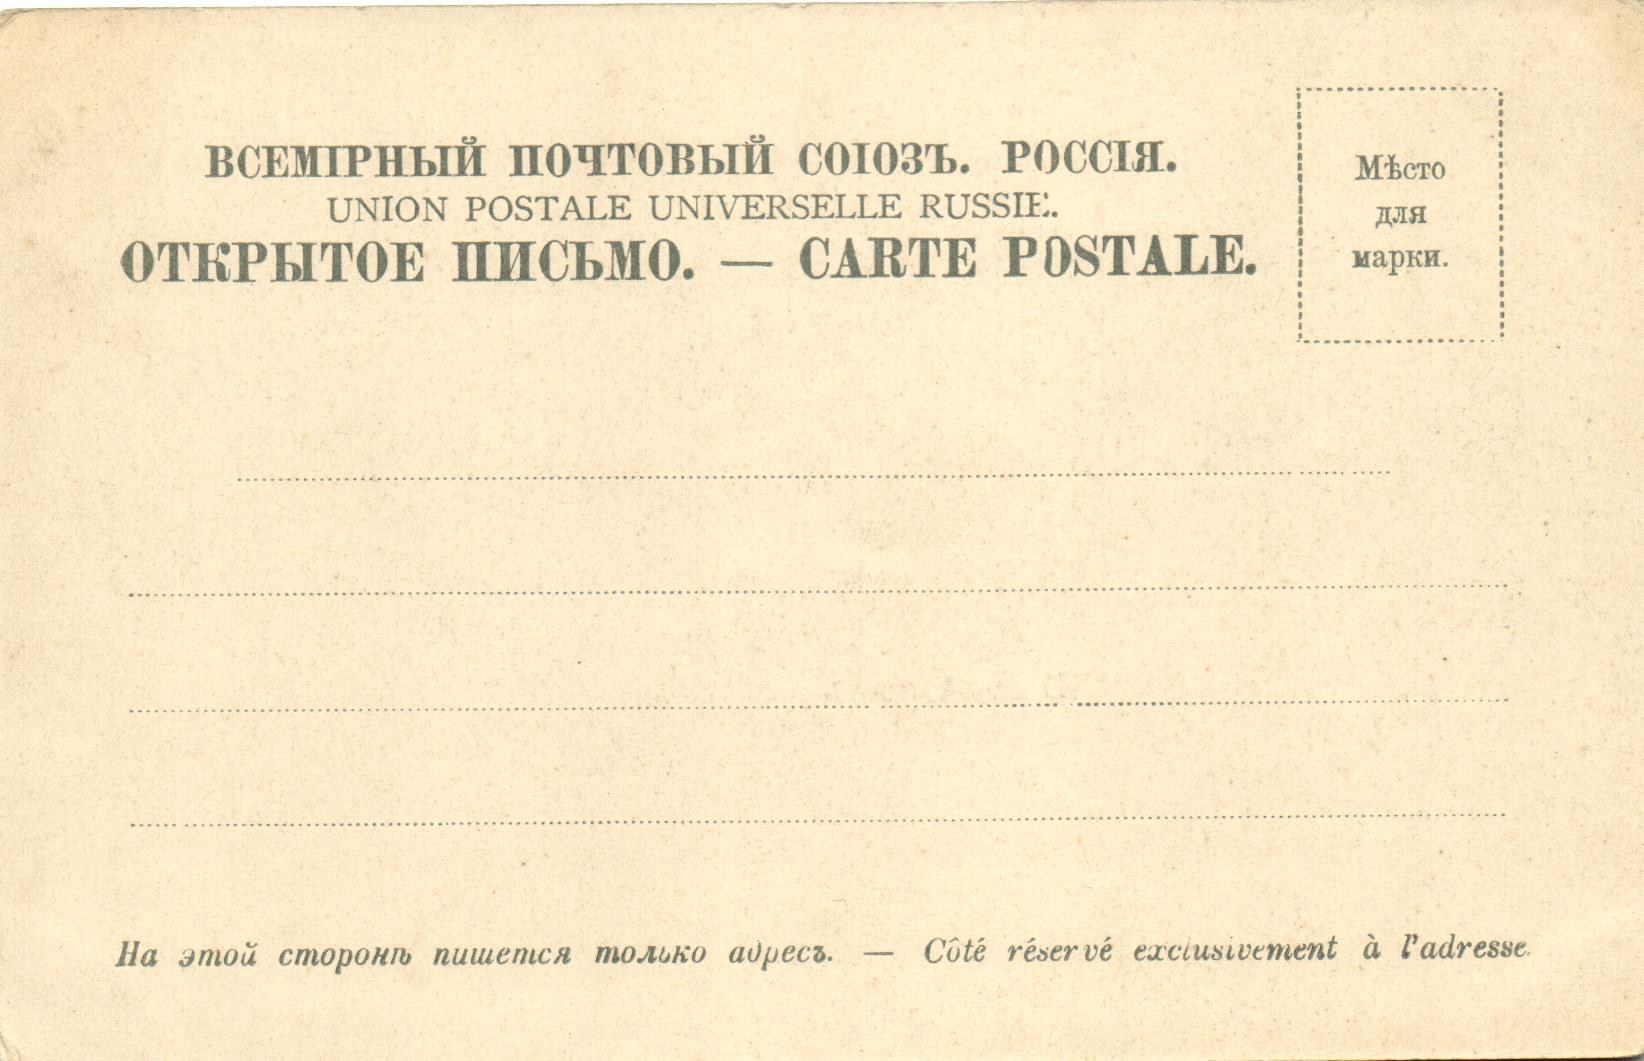 ВСЕМІРНЫЙ ПОЧТОВЫЙ СОЮЗЪ. РОССІЯ.
UNION POSTALE UNIVERSELLE RUSSIE.
ОТКРЫТОЕ ПИСЬМО. — CARTE POSTALE.
Мѣсто
для
марки.
На этой сторонѣ пишется только адресъ. — Côté réservé exclusivement à l'adresse.